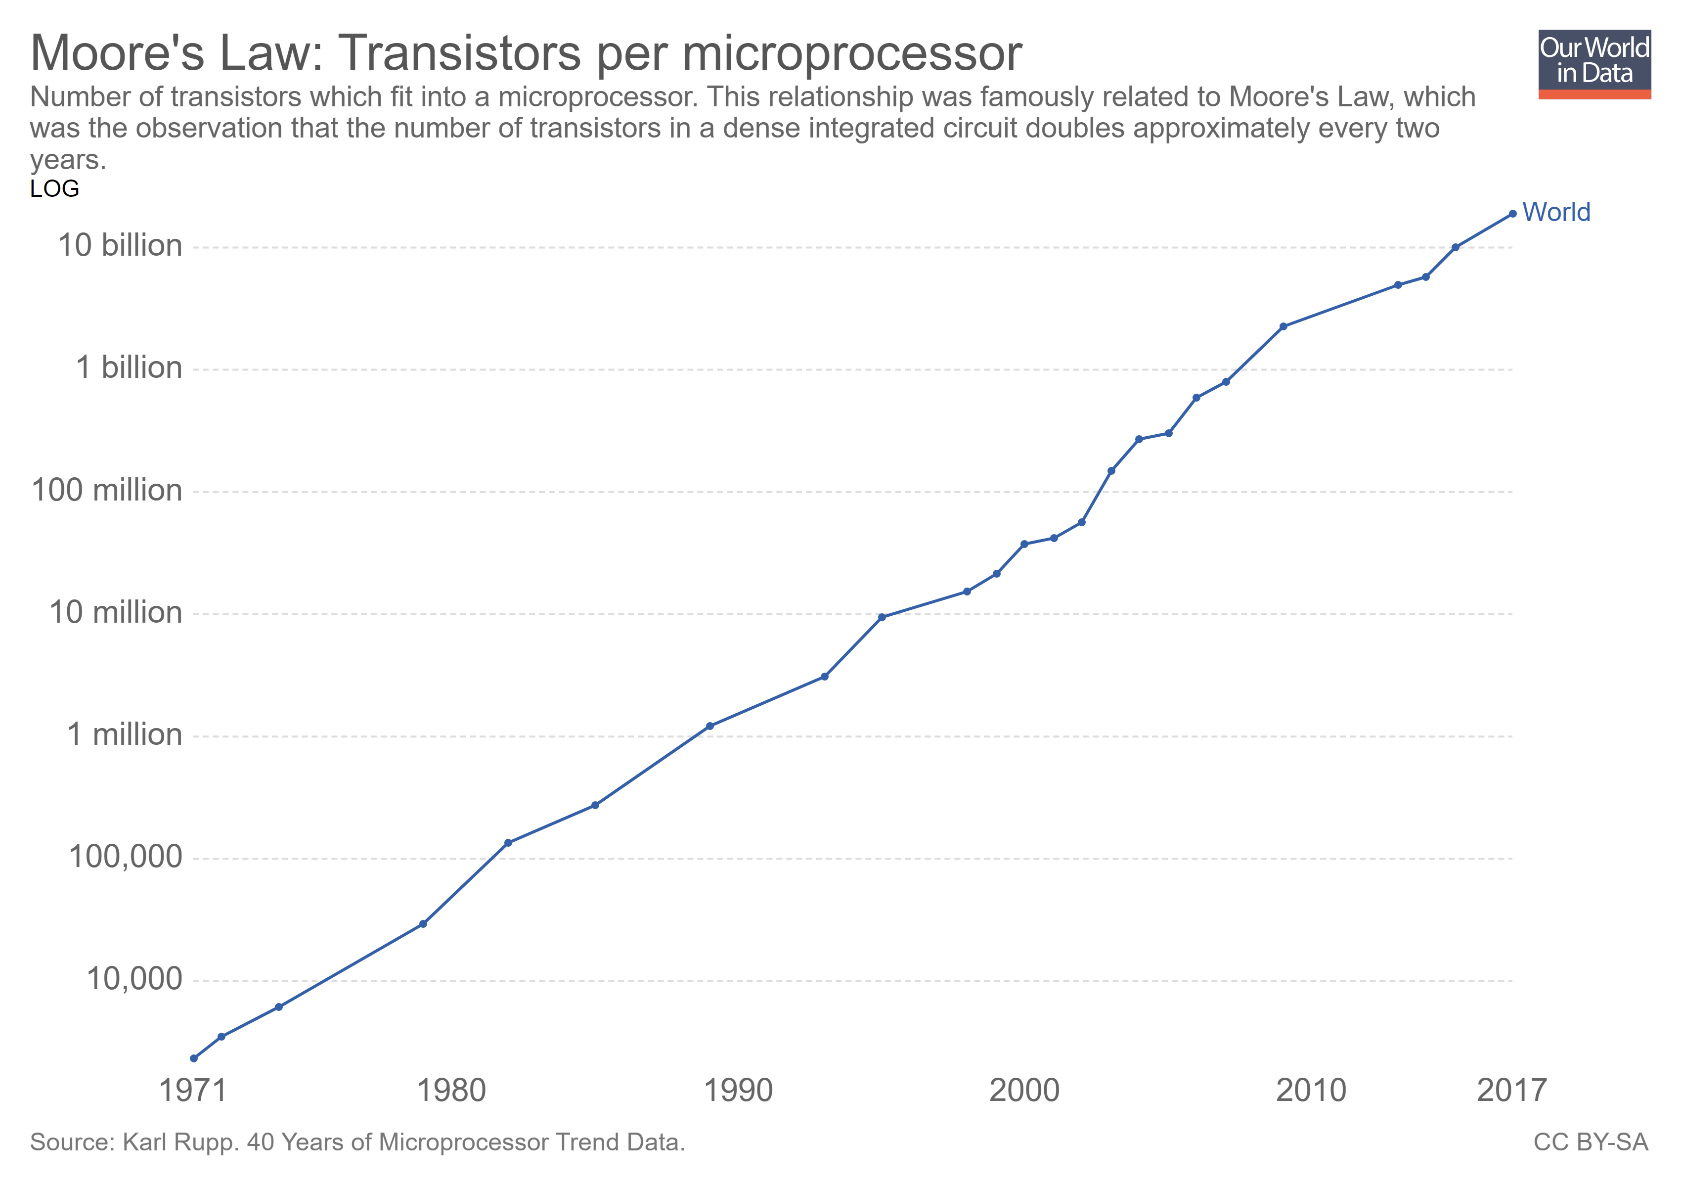 Moore's Law: Transistors per microprocessor
Our World
in Data
Number of transistors which fit into a microprocessor. This relationship was famously related to Moore's Law, which
was the observation that the number of transistors in a dense integrated circuit doubles approximately every two
years.
LOG
World
10 billion
1 billion
100 million
10 million
1 million
100,000
10,000
1971 1980 1990 2000 2010 2017
Source: Karl Rupp. 40 Years of Microprocessor Trend Data. CC BY-SA